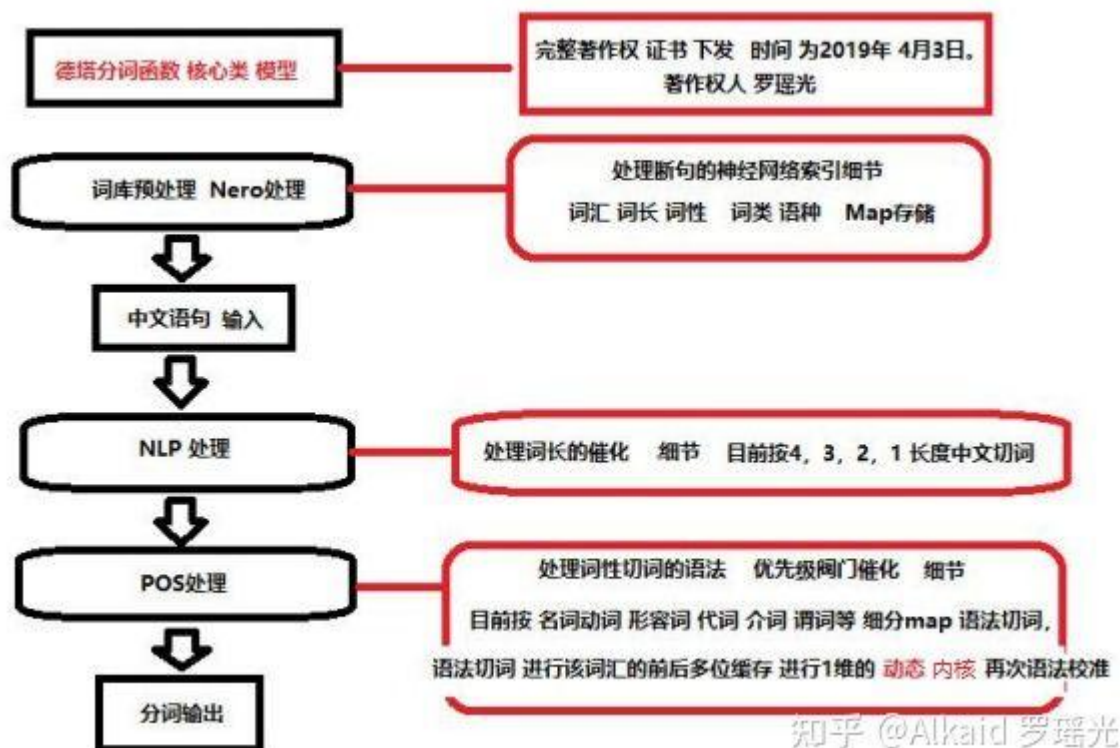 德塔分词函数 核心类 模型
完整著作权 证书 下发 时间 为2019年 4月3日。
著作权人 罗瑶光
词库预处理 Nero处理
处理断句的神经网络索引细节
词汇 词长 词性 词类 语种 Map存储
中文语句 输入
NLP 处理
处理词长的催化 细节 目前按4，3，2，1 长度中文切词
POS处理
处理词性切词的语法 优先级阀门催化 细节
目前按 名词动词 形容词 代词 介词 谓词等 细分map 语法切词，
语法切词 进行该词汇的前后多位缓存 进行1维的 动态 内核 再次语法校准
分词输出
知乎 @Alkaid 罗瑶光